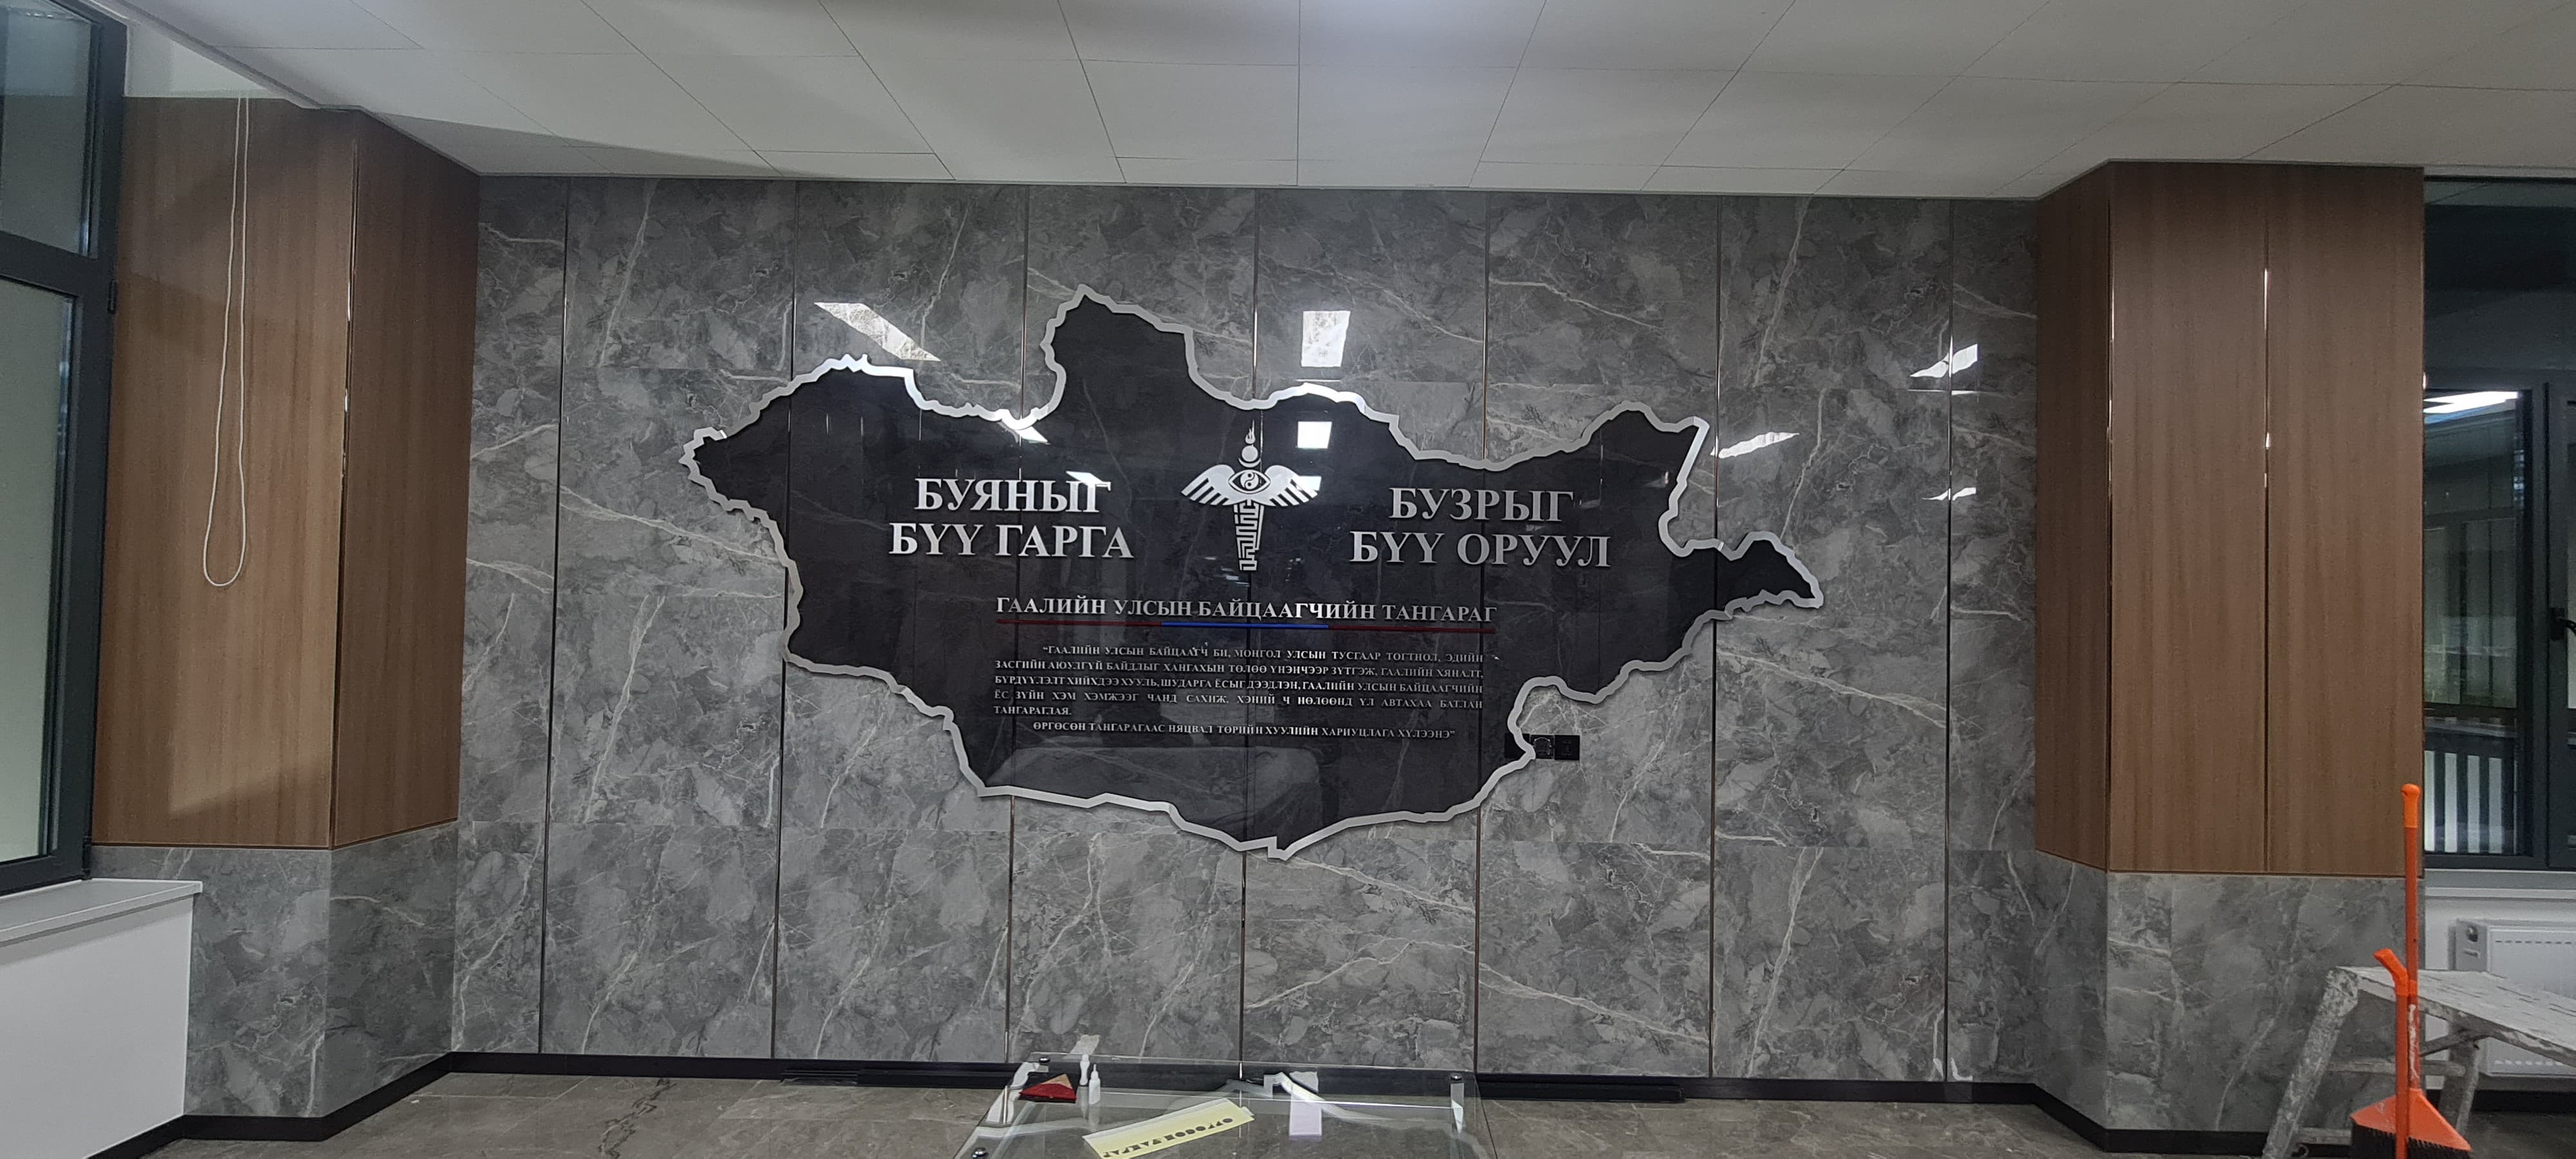 БУЯНЫГ
БҮҮ ГАРГА
БУЗРЫГ
БҮҮ ОРУУЛ
ГААЛИЙН УЛСЫН БАЙЦААГЧИЙН ТАНГАРАГ
“ГААЛИЙН УЛСЫН БАЙЦААГЧ БИ, МОНГОЛ УЛСЫН ТУСГААР ТОГТНОЛ, ЭДИЙН
ЗАСГИЙН АЮУЛГҮЙ БАЙДЛЫГ ХАНГАХЫН ТӨЛӨӨ ҮНЭНЧЭЭР ЗҮТГЭЖ, ГААЛИЙН ХЯНАЛТ,
БҮРДҮҮЛЭЛТ ХИЙХДЭЭ ХУУЛЬ, ШУДАРГА ЁСЫГ ДЭЭДЛЭН, ГААЛИЙН УЛСЫН БАЙЦААГЧИЙН
ЁС ЗҮЙН ХЭМ ХЭМЖЭЭГ ЧАНД САХИЖ, ХЭНИЙ Ч НӨЛӨӨНД ҮЛ АВТАХАА БАТЛАН
ТАНГАРАГЛАЯ.
ӨРГӨСӨН ТАНГАРАГААС НЯЦВАЛ ТӨРИЙН ХУУЛИЙН ХАРИУЦЛАГА ХҮЛЭЭНЭ”